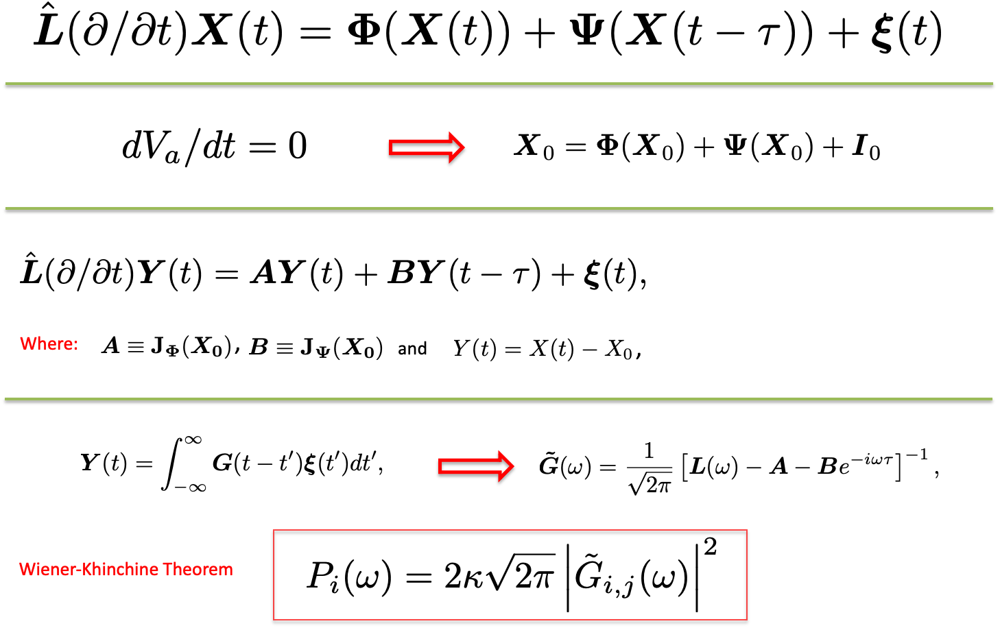 L̂(∂/∂t)X(t) = Φ(X(t)) + Ψ(X(t − τ)) + ξ(t)
dV_a/dt = 0 ⇒ X_0 = Φ(X_0) + Ψ(X_0) + I_0
L̂(∂/∂t)Y(t) = AY(t) + BY(t − τ) + ξ(t),
Where: A ≡ J_Φ(X_0), B ≡ J_Ψ(X_0) and Y(t) = X(t) − X_0,
Y(t) = ∫_{−∞}^{∞} G(t − t′)ξ(t′)dt′, ⇒ G̃(ω) = \frac{1}{√(2π)} [L(ω) − A − Be^{−iωτ}]^{−1},
Wiener-Khinchine Theorem P_i(ω) = 2κ√(2π) |G̃_{i,j}(ω)|^2